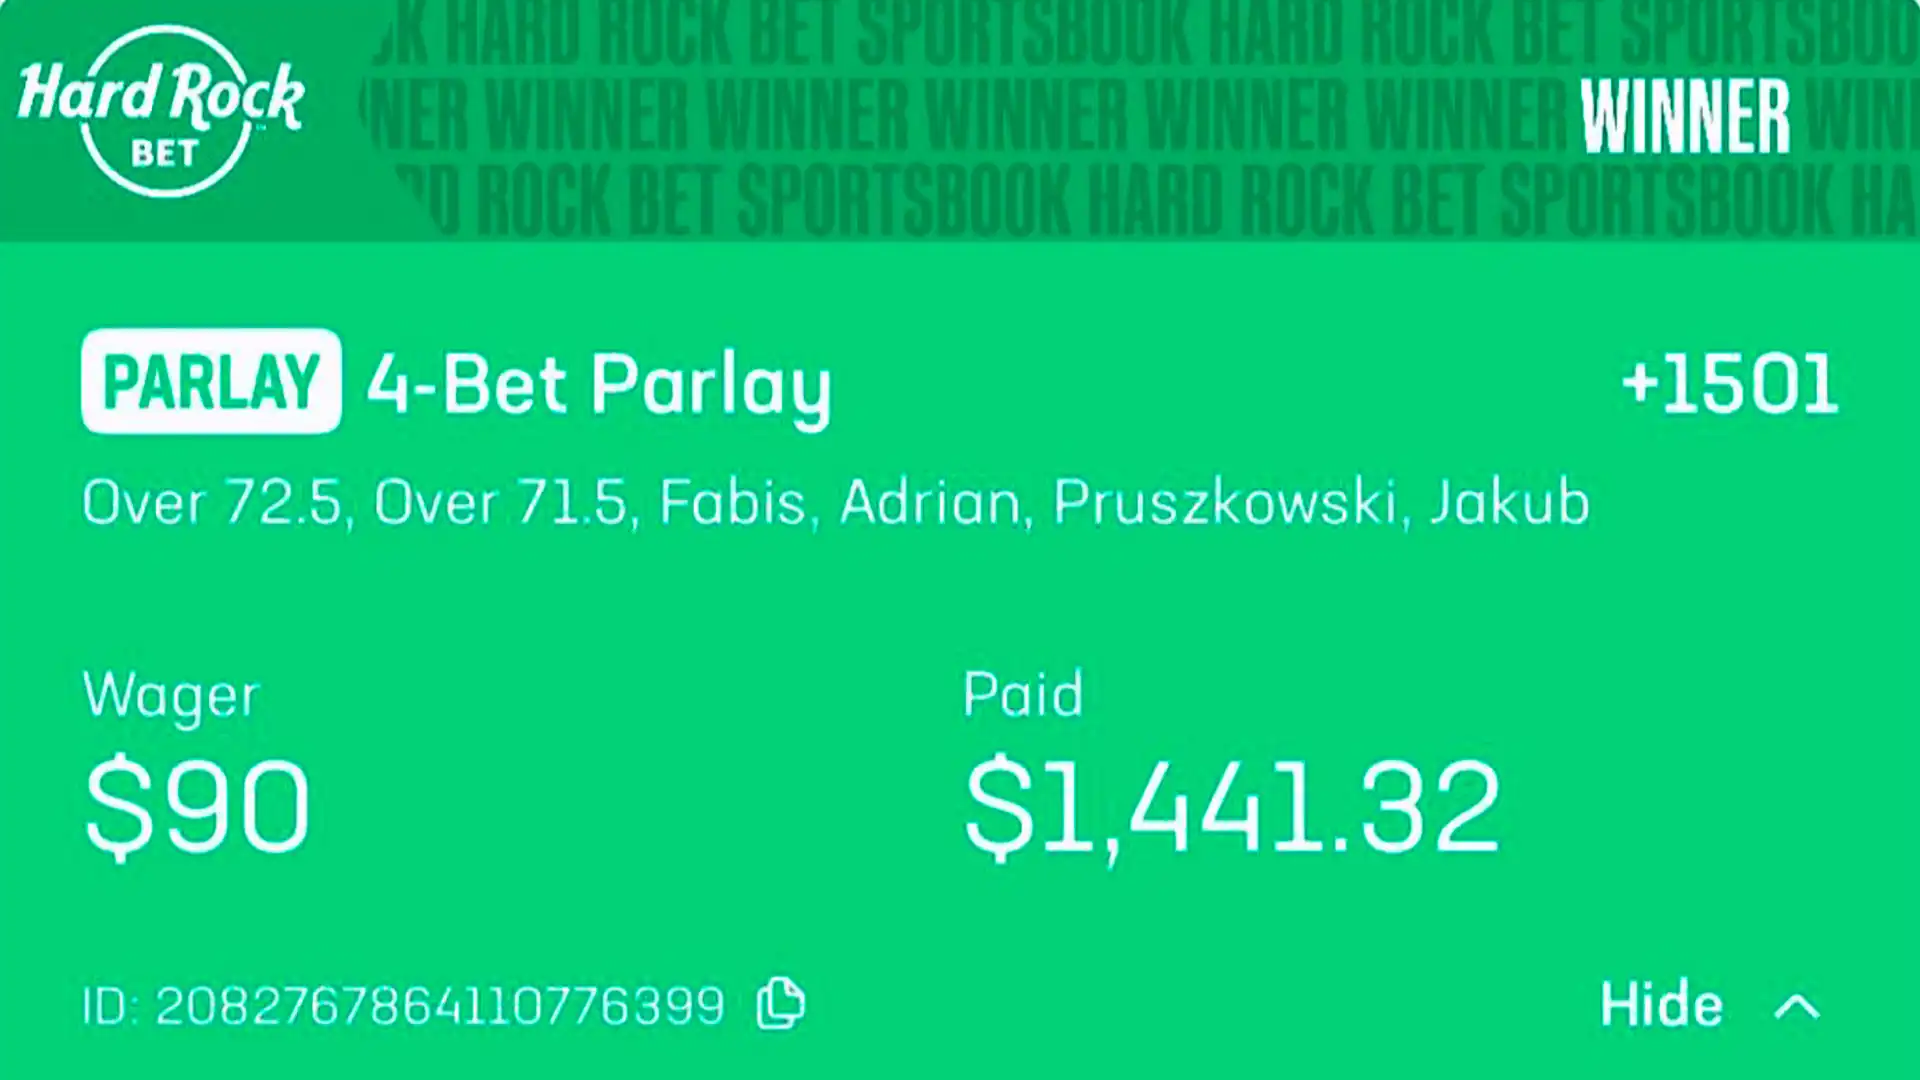 JK HARD ROCK BET SPORTSBOOK HARD ROCK BET SPORTSBOO
Hard Rock
BET
NER WINNER WINNER WINNER WINNER WINNER WINNER WIN
ROCK BET SPORTSBOOK HARD ROCK BET SPORTSBOOK HA
PARLAY 4-Bet Parlay +1501
Over 72.5, Over 71.5, Fabis, Adrian, Pruszkowski, Jakub
Wager Paid
$90 $1,441.32
ID: 2082767864110776399 Hide